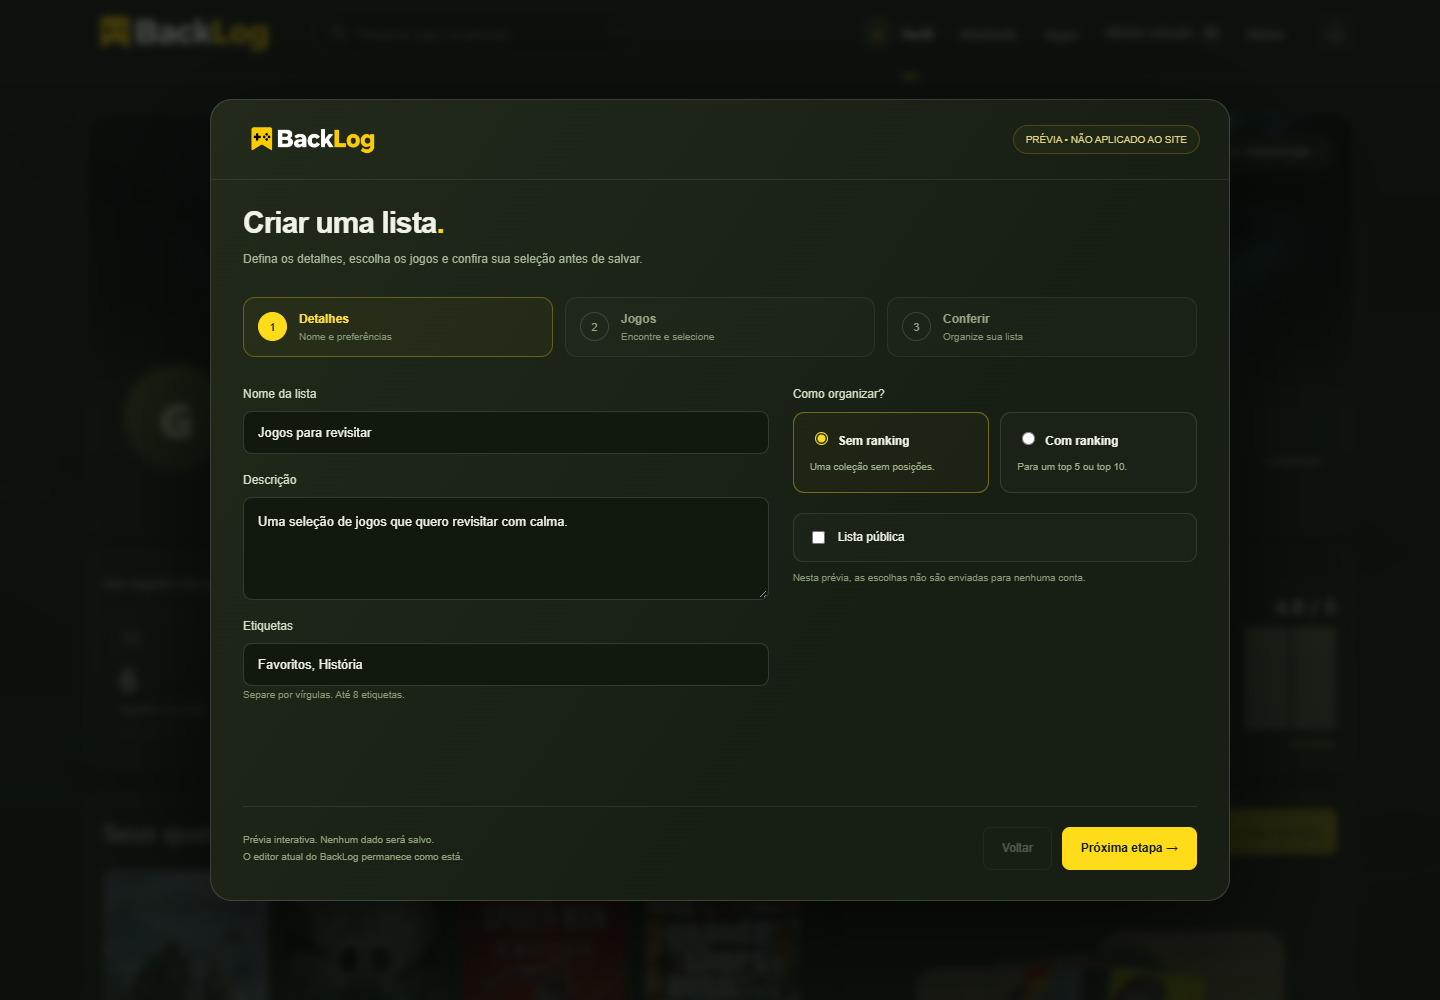 BackLog
BackLog
PRÉVIA • NÃO APLICADO AO SITE
Criar uma lista.
Defina os detalhes, escolha os jogos e confira sua seleção antes de salvar.
1
Detalhes
Nome e preferências
2
Jogos
Encontre e selecione
3
Conferir
Organize sua lista
Nome da lista
Jogos para revisitar
Descrição
Uma seleção de jogos que quero revisitar com calma.
Etiquetas
Favoritos, História
Separe por vírgulas. Até 8 etiquetas.
Como organizar?
Sem ranking
Uma coleção sem posições.
Com ranking
Para um top 5 ou top 10.
Lista pública
Nesta prévia, as escolhas não são enviadas para nenhuma conta.
G
6
4.0 / 5
Prévia interativa. Nenhum dado será salvo.
O editor atual do BackLog permanece como está.
Voltar
Próxima etapa →